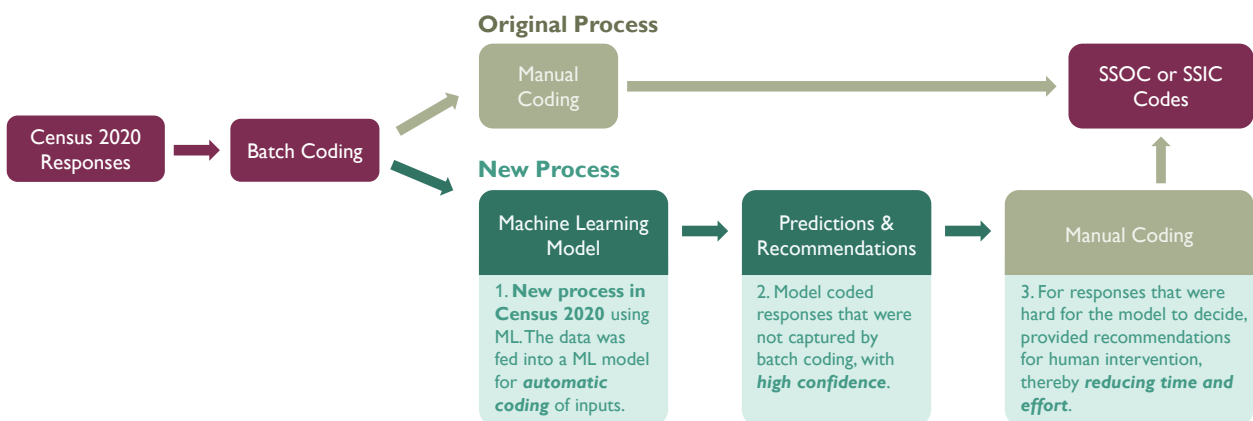 Original Process
Manual
Coding
SSOC or SSIC
Codes
Census 2020
Responses
Batch Coding
New Process
Machine Learning
Model
Predictions &
Recommendations
Manual Coding
1. New process in
Census 2020 using
ML. The data was
fed into a ML model
for automatic
coding of inputs.
2. Model coded
responses that were
not captured by
batch coding, with
high confidence.
3. For responses that were
hard for the model to decide,
provided recommendations
for human intervention,
thereby reducing time and
effort.